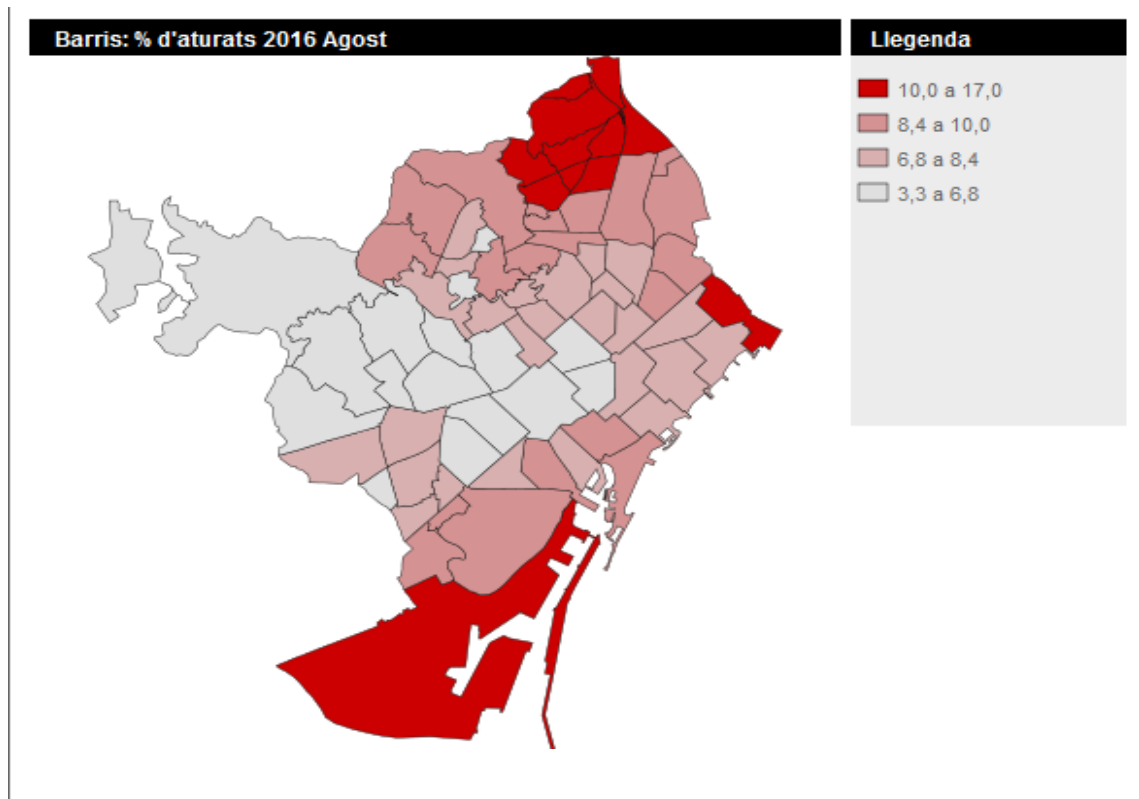 Barris: % d'aturats 2016 Agost
Llegenda
10,0 a 17,0
8,4 a 10,0
6,8 a 8,4
3,3 a 6,8